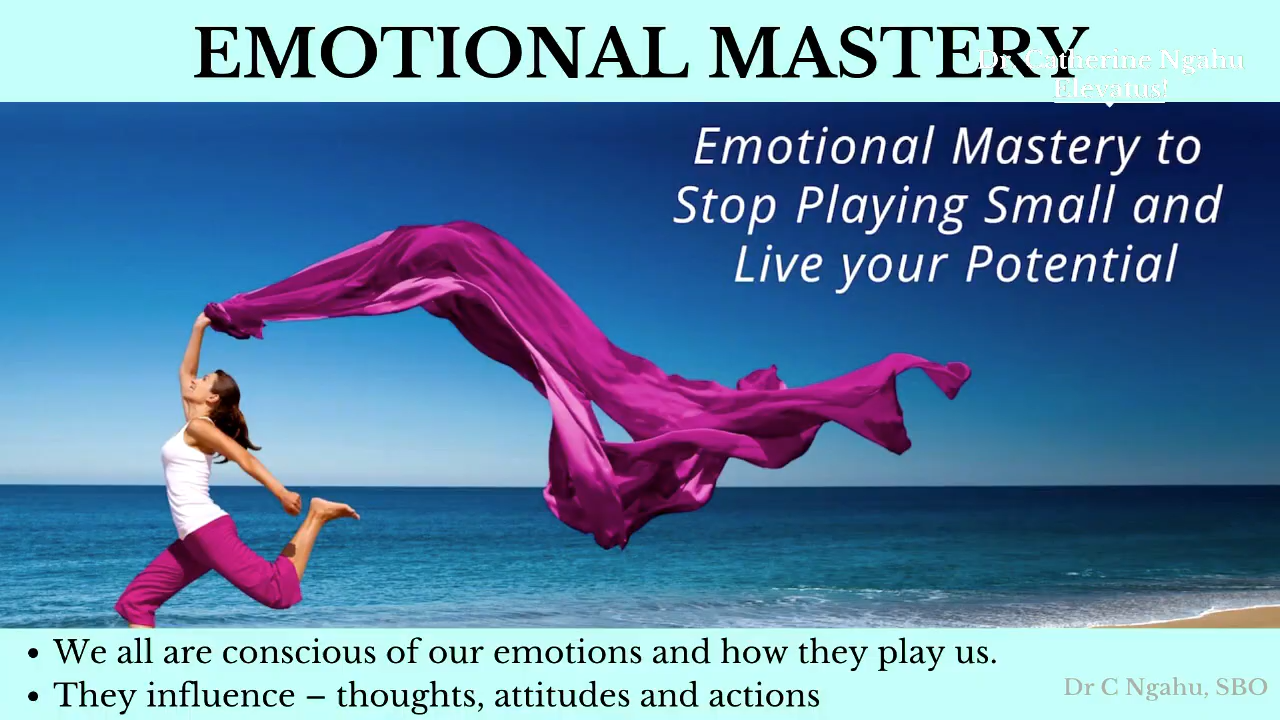 EMOTIONAL MASTERY
Dr. Catherine Ngahu
Elevatus!
Emotional Mastery to
Stop Playing Small and
Live your Potential
• We all are conscious of our emotions and how they play us.
• They influence – thoughts, attitudes and actions
Dr C Ngahu, SBO